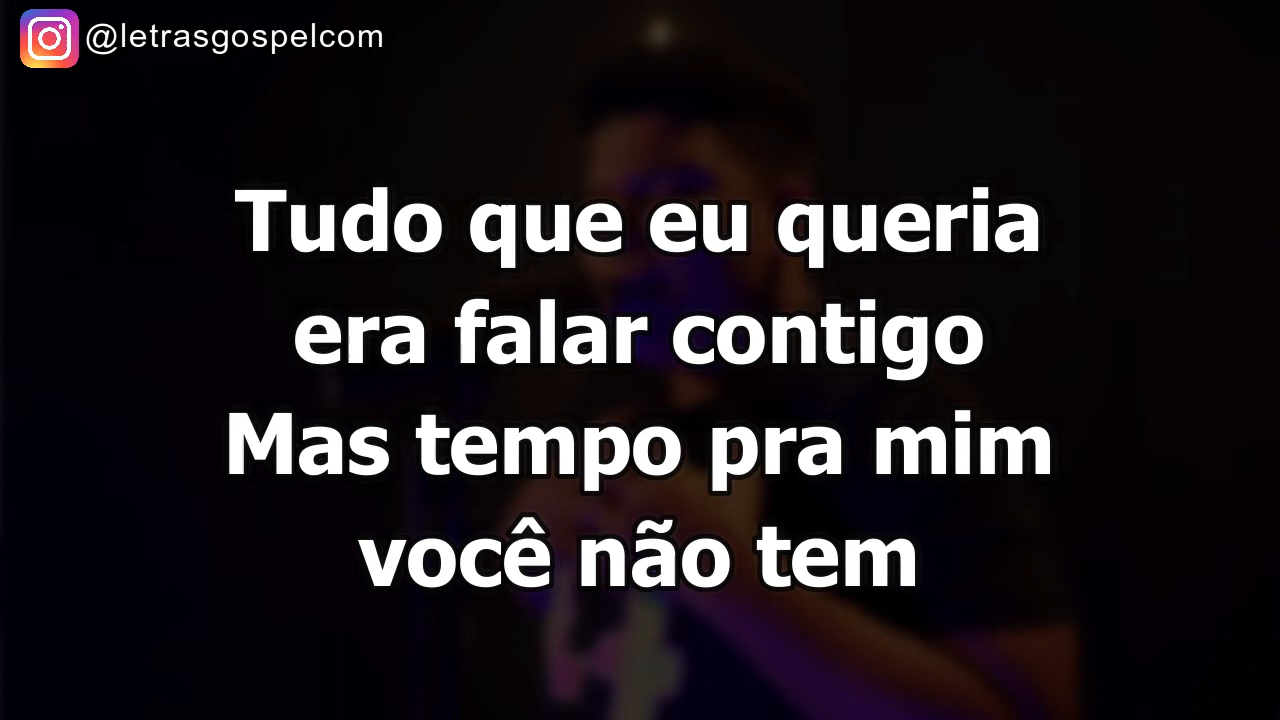 @letrasgospelcom
Tudo que eu queria
era falar contigo
Mas tempo pra mim
você não tem